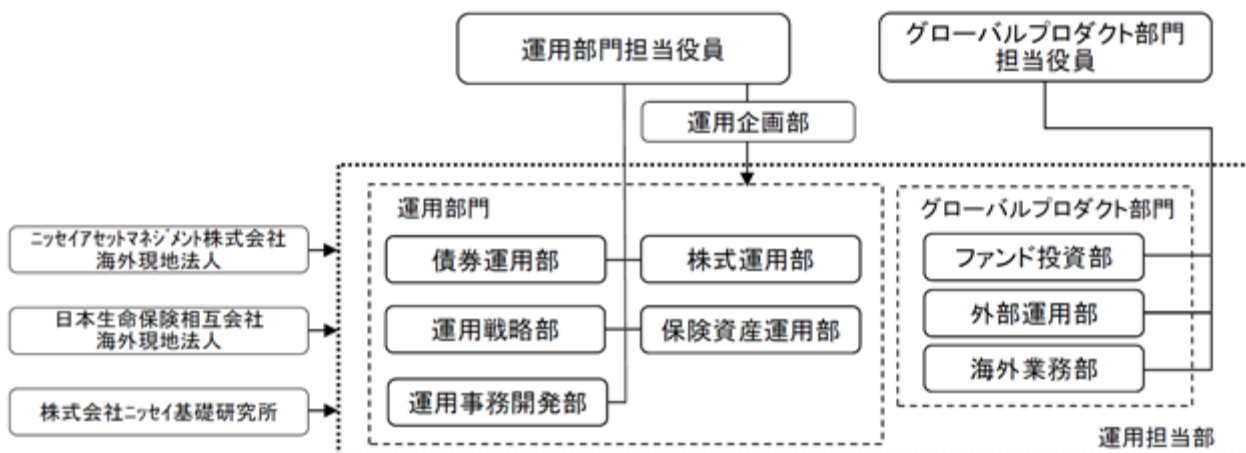 運用部門担当役員
グローバルプロダクト部門
担当役員
運用企画部
運用部門
グローバルプロダクト部門
ニッセイアセットマネジメント株式会社
海外現地法人
債券運用部
株式運用部
ファンド投資部
日本生命保険相互会社
海外現地法人
運用戦略部
保険資産運用部
外部運用部
海外業務部
株式会社ニッセイ基礎研究所
運用事務開発部
運用担当部